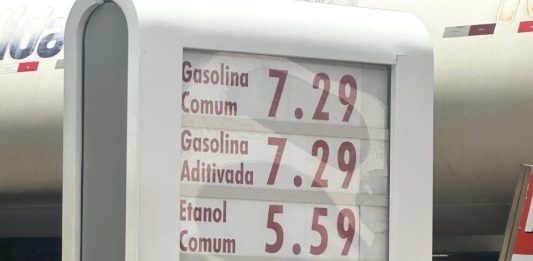 Gasolina
Comum 7.29
Gasolina
Aditivada 7.29
Etanol
Comum 5.59